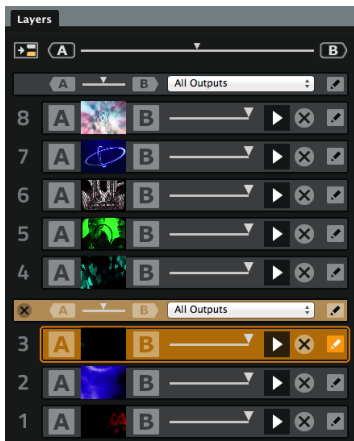 Layers
A B
A B All Outputs
8 A B
7 A B
6 A B
5 A B
4 A B
A B All Outputs
3 A B
2 A B
1 A B